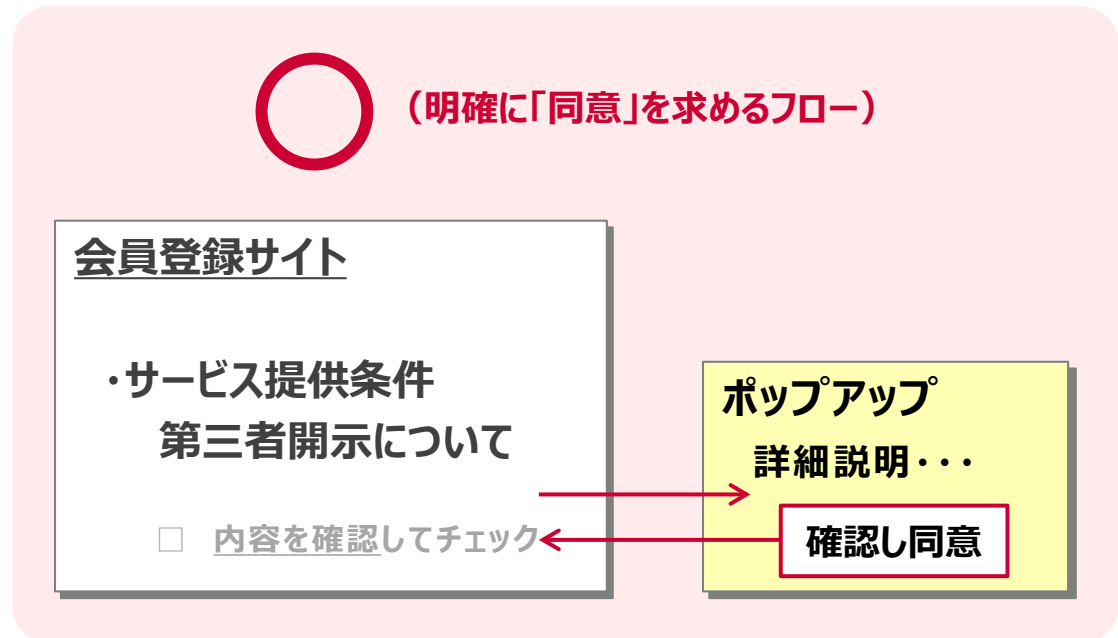 （明確に「同意」を求めるフロー）
会員登録サイト
・サービス提供条件
第三者開示について
□ 内容を確認してチェック
ポップアップ
詳細説明・・・
確認し同意